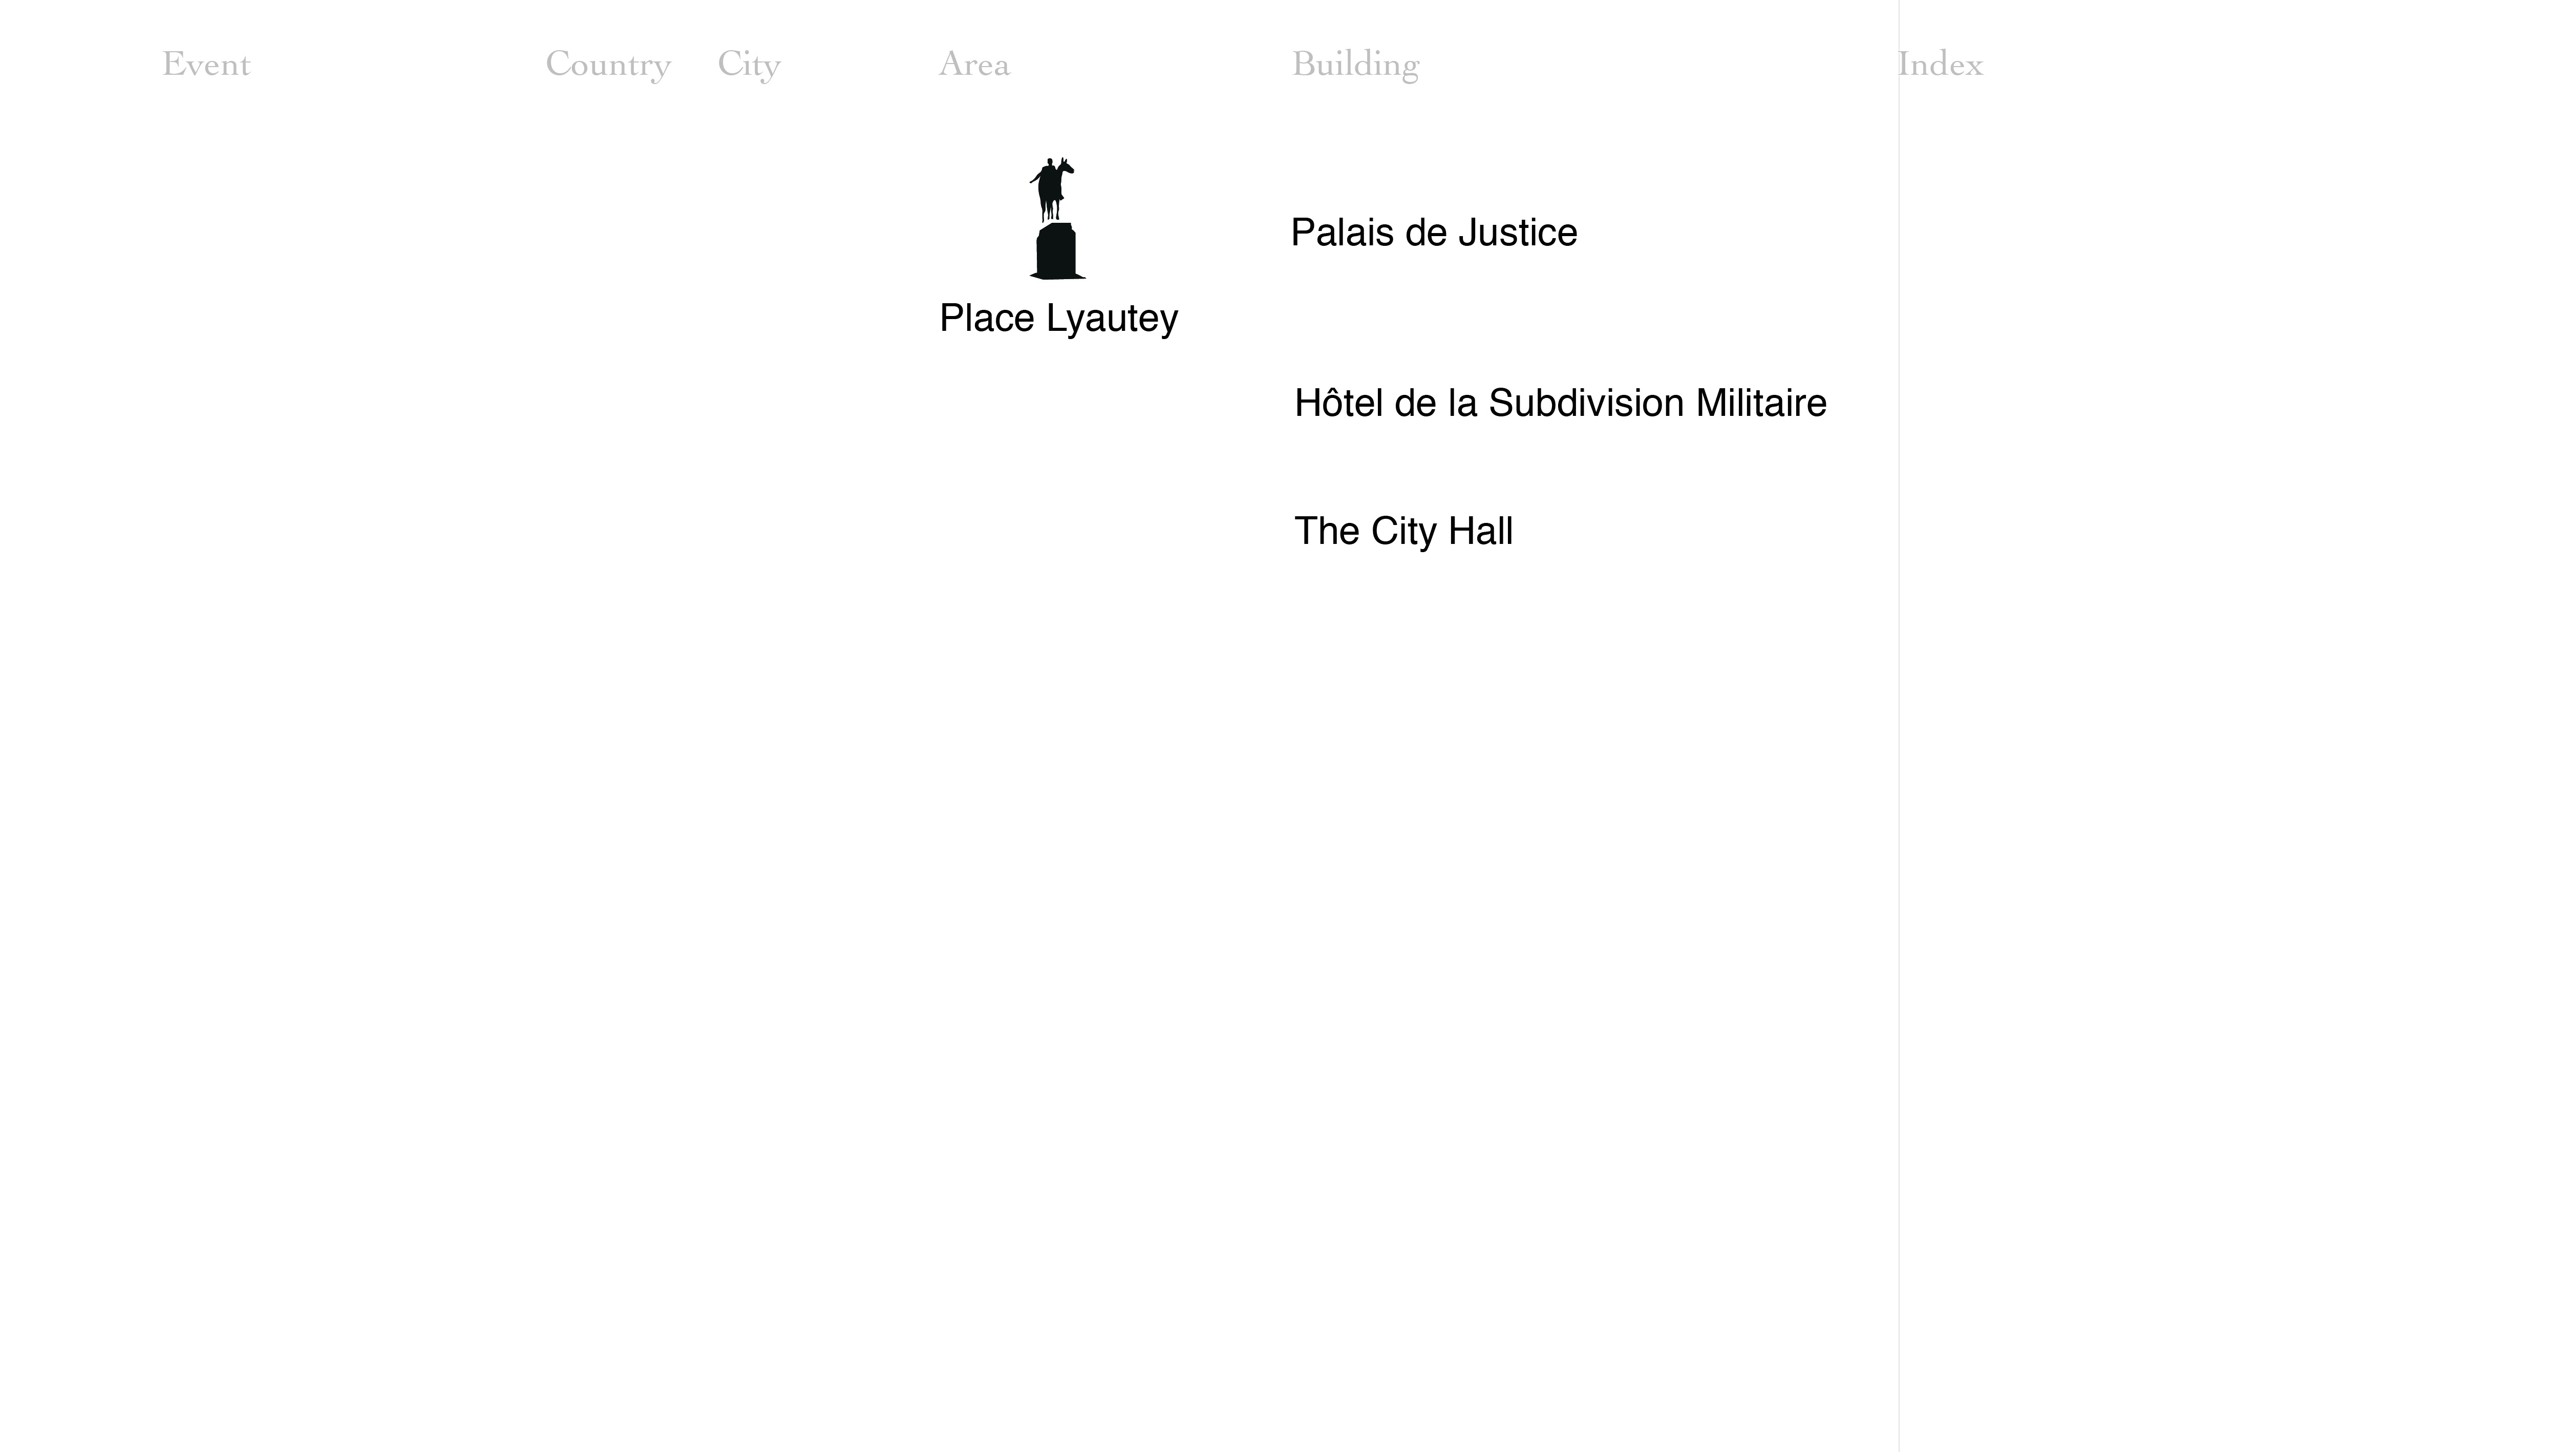 Event Country City Area Building Index
Palais de Justice
Place Lyautey
Hôtel de la Subdivision Militaire
The City Hall